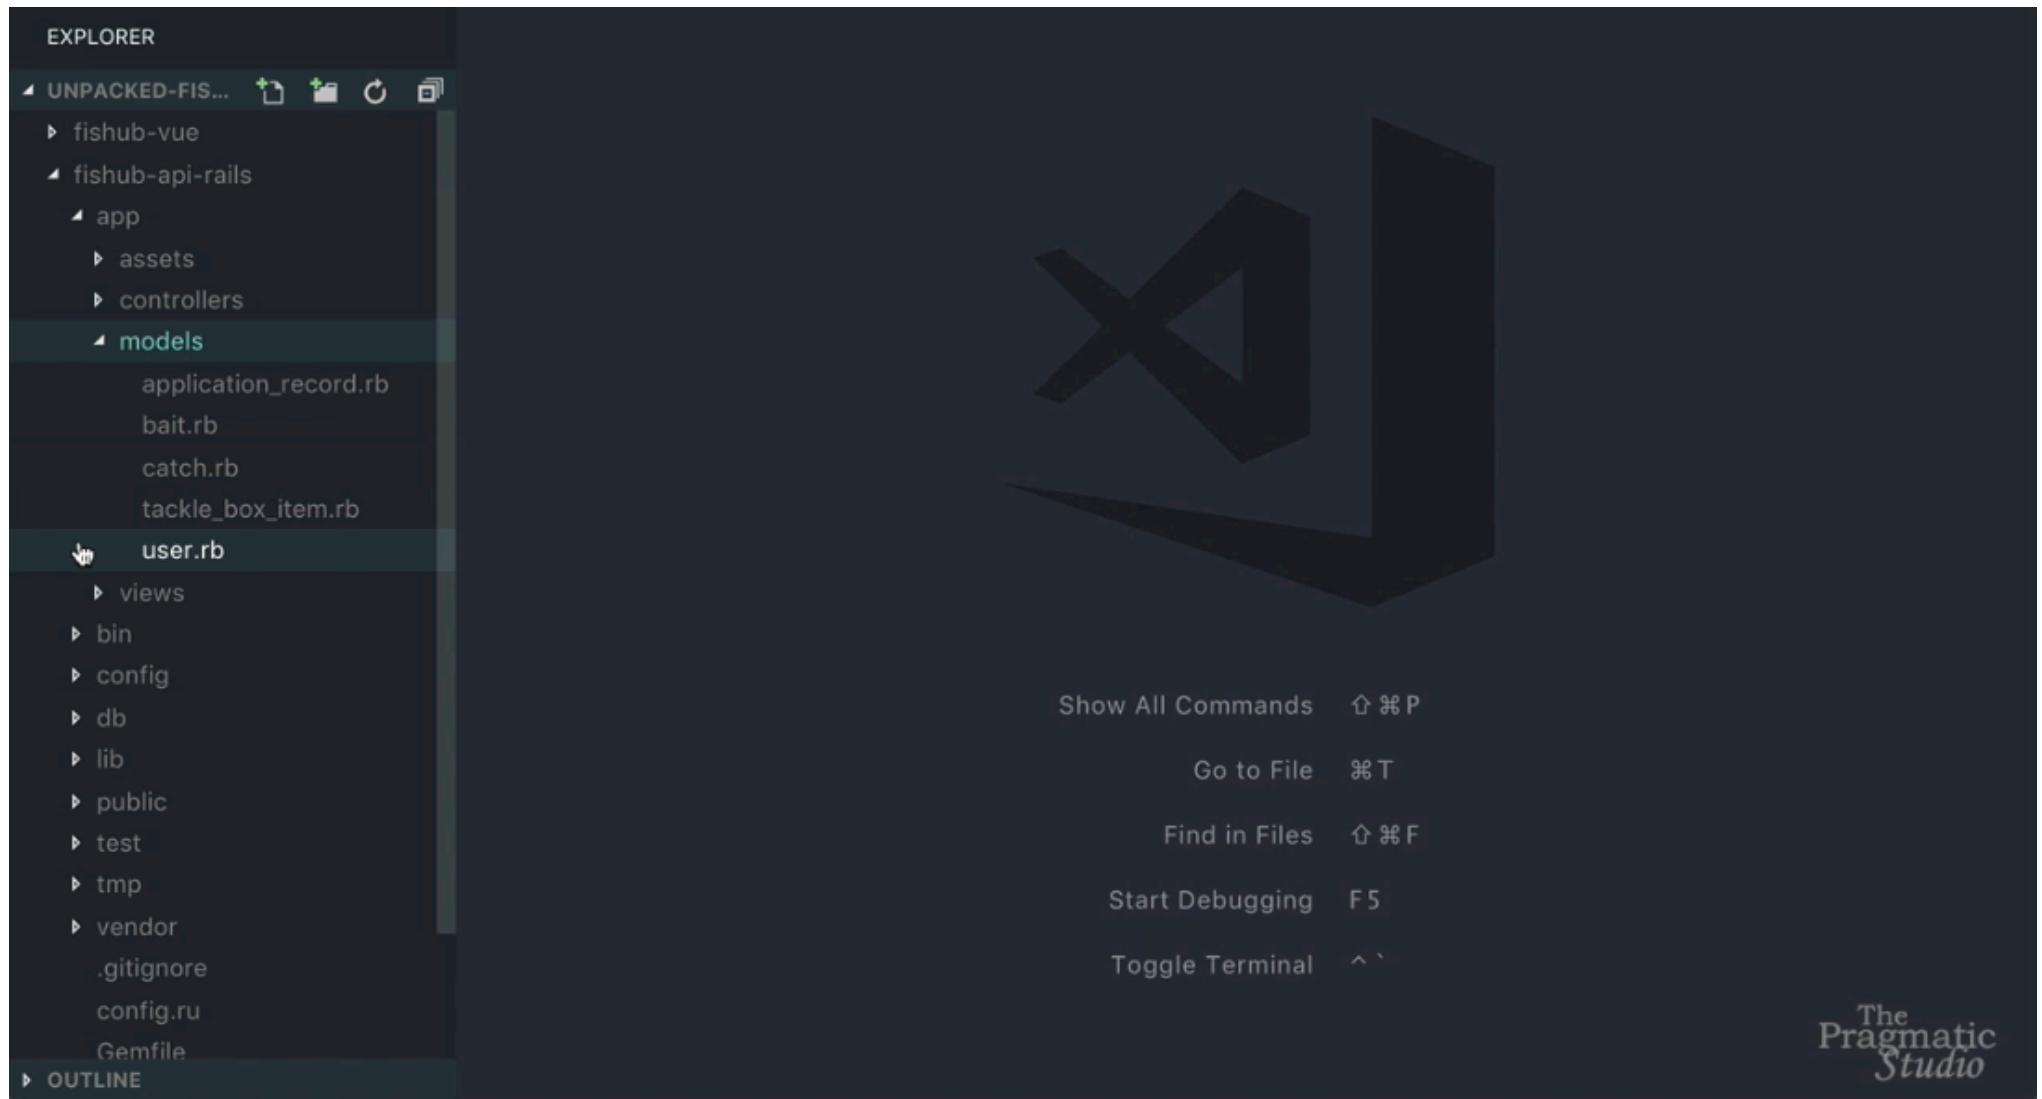 EXPLORER
UNPACKED-FIS...
fishub-vue
fishub-api-rails
app
assets
controllers
models
application_record.rb
bait.rb
catch.rb
tackle_box_item.rb
user.rb
views
bin
config
db
lib
public
test
tmp
vendor
.gitignore
config.ru
Gemfile
OUTLINE
Show All Commands ⇧⌘P
Go to File ⌘T
Find in Files ⇧⌘F
Start Debugging F5
Toggle Terminal ^`
The
Pragmatic
Studio